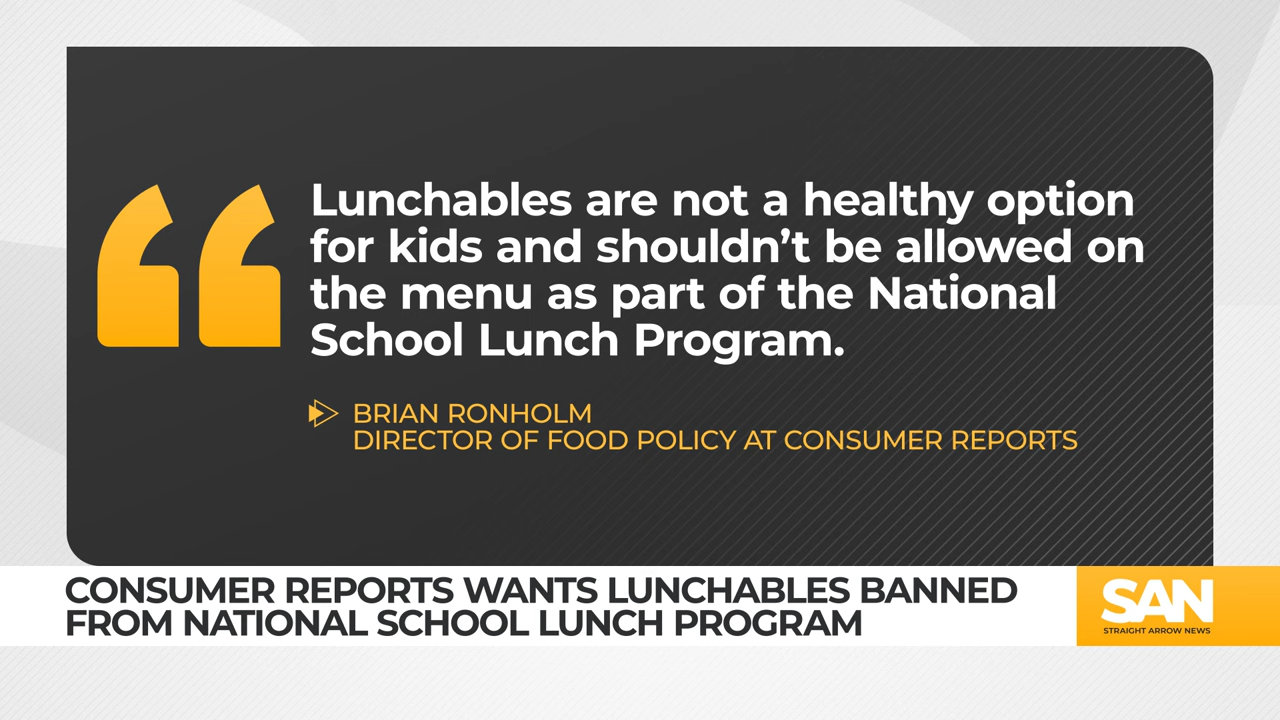 Lunchables are not a healthy option
for kids and shouldn’t be allowed on
the menu as part of the National
School Lunch Program.
BRIAN RONHOLM
DIRECTOR OF FOOD POLICY AT CONSUMER REPORTS
CONSUMER REPORTS WANTS LUNCHABLES BANNED
FROM NATIONAL SCHOOL LUNCH PROGRAM
SAN
STRAIGHT ARROW NEWS